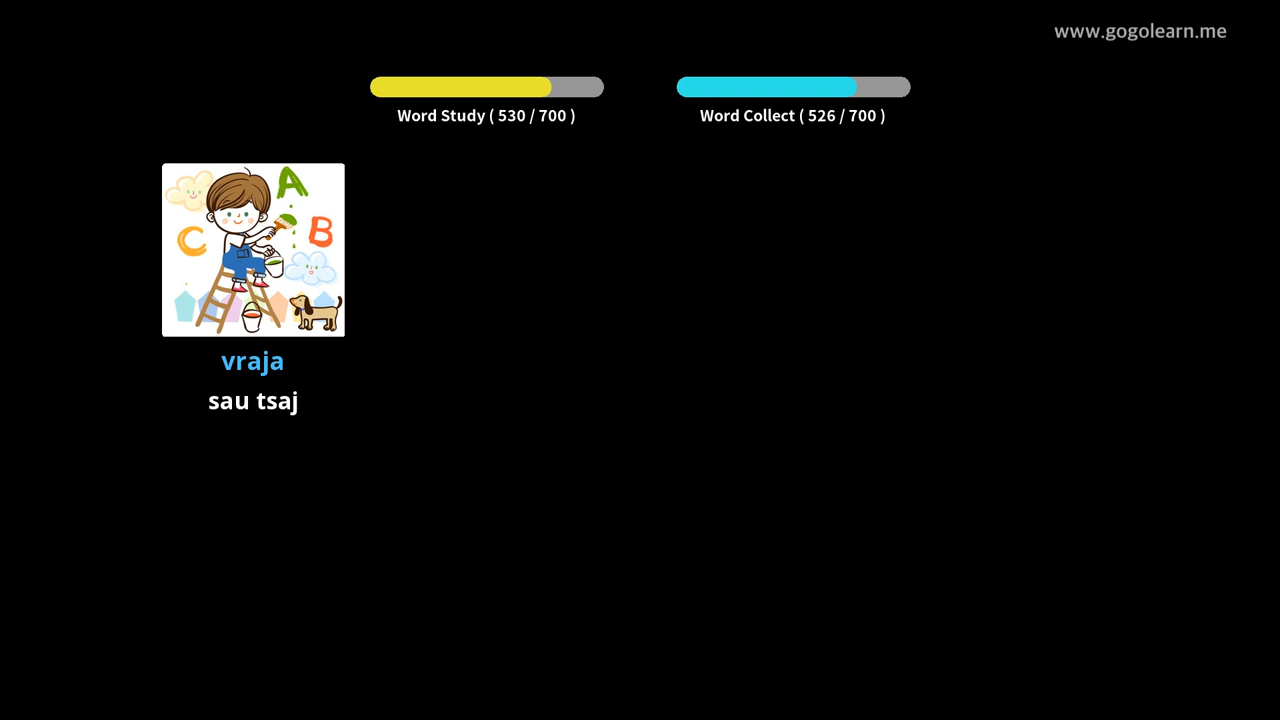 www.gogolearn.me
Word Study ( 530 / 700 )
Word Collect ( 526 / 700 )
A
B
C
vraja
sau tsaj